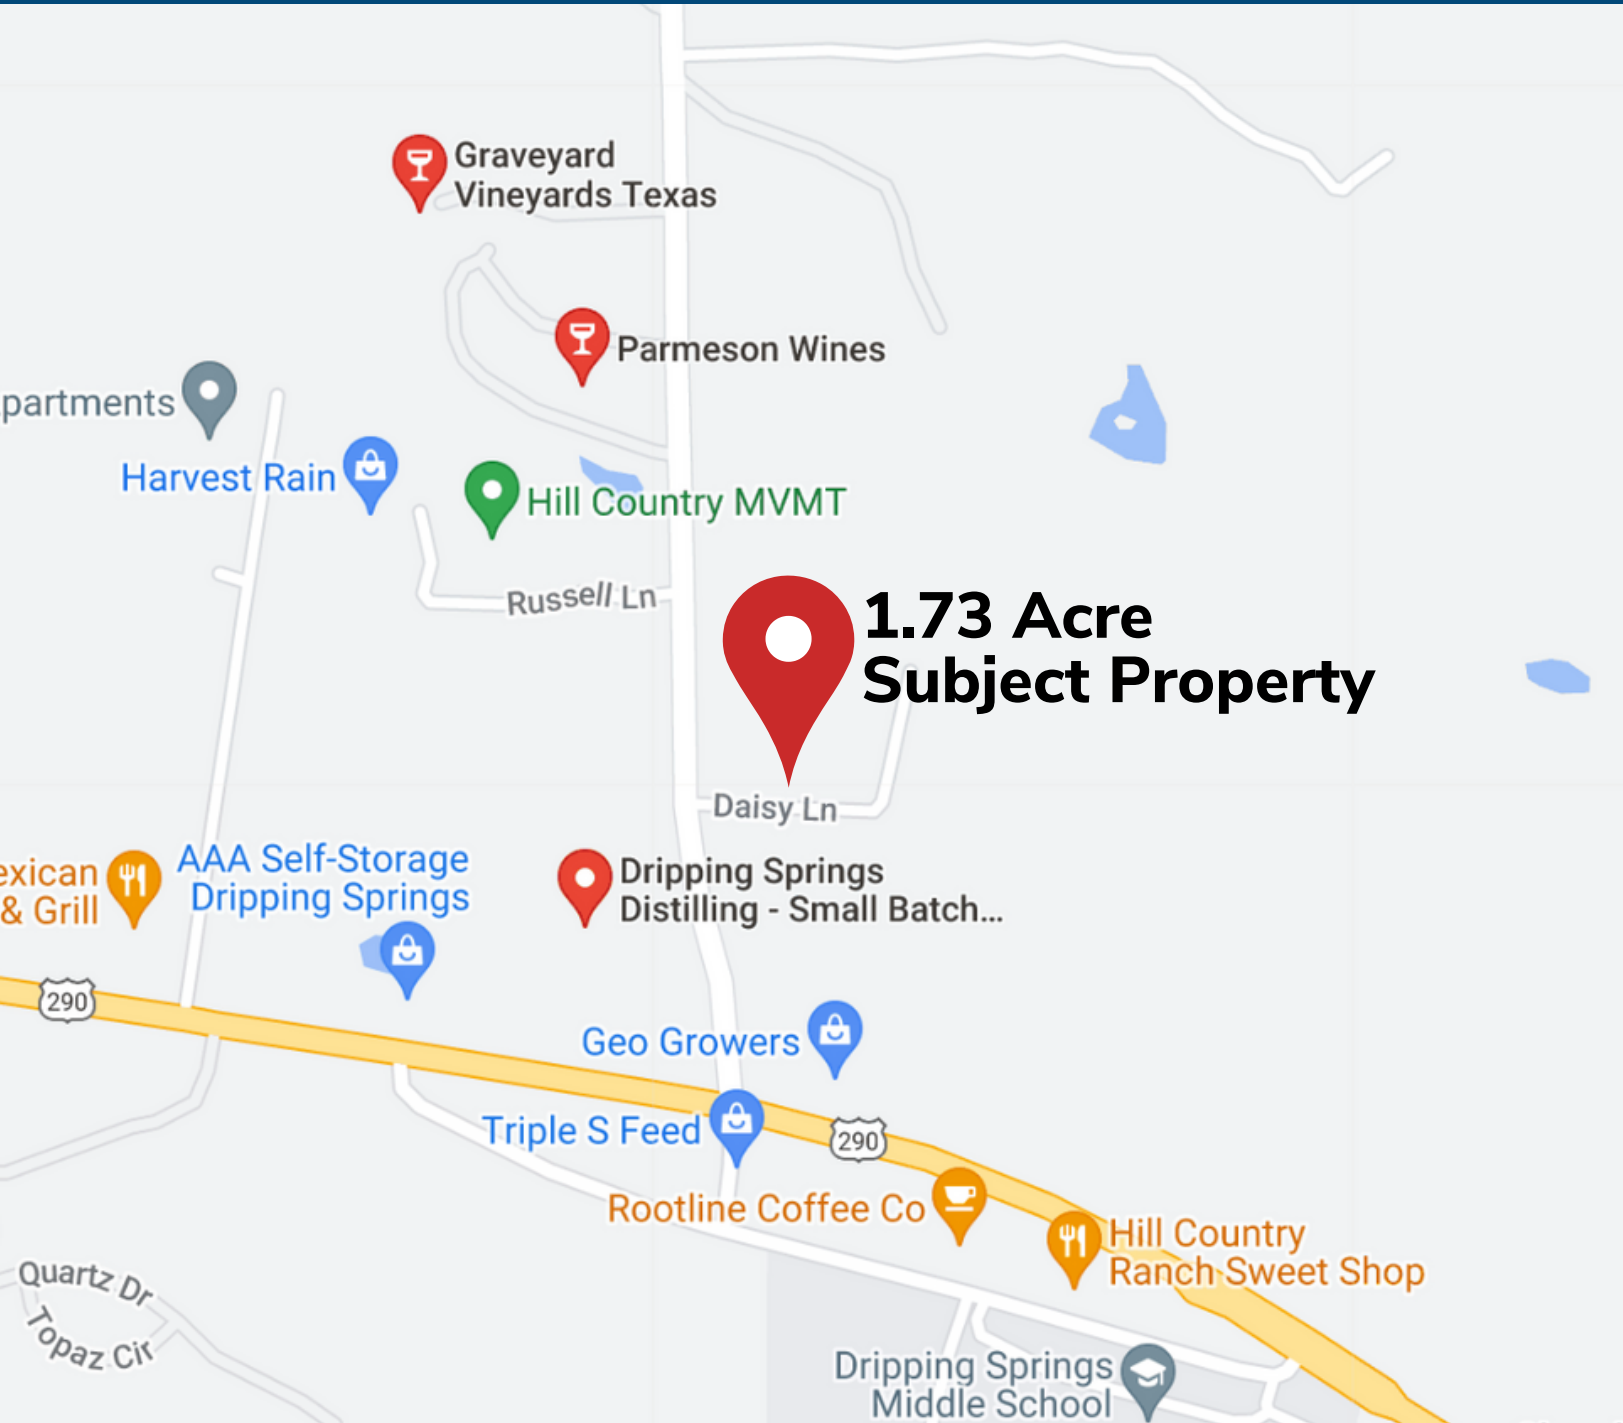 Graveyard
Vineyards Texas
Parmeson Wines
partments
Harvest Rain
Hill Country MVMT
Russell Ln
1.73 Acre
Subject Property
Daisy Ln
exican
& Grill
AAA Self-Storage
Dripping Springs
Dripping Springs
Distilling - Small Batch...
290
Geo Growers
Triple S Feed
290
Rootline Coffee Co
Hill Country
Ranch Sweet Shop
Quartz Dr
Topaz Cir
Dripping Springs
Middle School